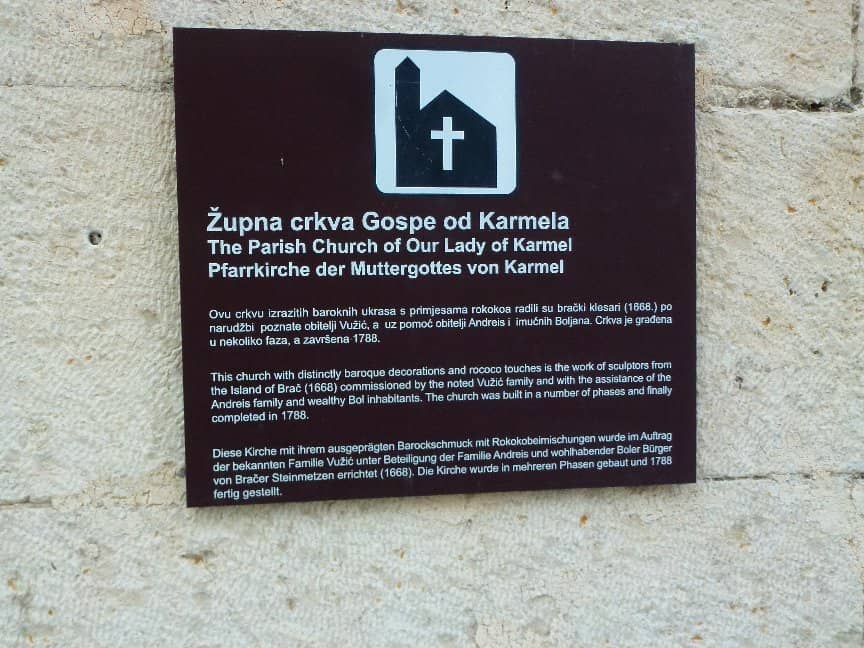 Župna crkva Gospe od Karmela
The Parish Church of Our Lady of Karmel
Pfarrkirche der Muttergottes von Karmel
Ovu crkvu izrazitih baroknih ukrasa s primjesama rokokoa radili su brački klesari (1668.) po
narudžbi poznate obitelji Vužić, a uz pomoć obitelji Andreis i imućnih Boljana. Crkva je građena
u nekoliko faza, a završena 1788.
This church with distinctly baroque decorations and rococo touches is the work of sculptors from
the Island of Brač (1668) commissioned by the noted Vužić family and with the assistance of the
Andreis family and wealthy Bol inhabitants. The church was built in a number of phases and finally
completed in 1788.
Diese Kirche mit ihrem ausgeprägten Barockschmuck mit Rokokobeimischungen wurde im Auftrag
der bekannten Familie Vužić unter Beteiligung der Familie Andreis und wohlhabender Boler Bürger
von Bračer Steinmetzen errichtet (1668). Die Kirche wurde in mehreren Phasen gebaut und 1788
fertig gestellt.